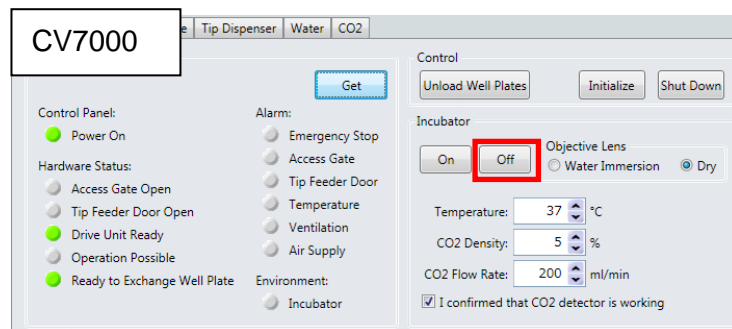 CV7000
e Tip Dispenser Water CO2
Get
Control Panel:
Power On
Hardware Status:
Access Gate Open
Tip Feeder Door Open
Drive Unit Ready
Operation Possible
Ready to Exchange Well Plate
Alarm:
Emergency Stop
Access Gate
Tip Feeder Door
Temperature
Ventilation
Air Supply
Environment:
Incubator
Control
Unload Well Plates Initialize Shut Down
Incubator
On Off
Objective Lens
Water Immersion Dry
Temperature: 37 °C
CO2 Density: 5 %
CO2 Flow Rate: 200 ml/min
I confirmed that CO2 detector is working